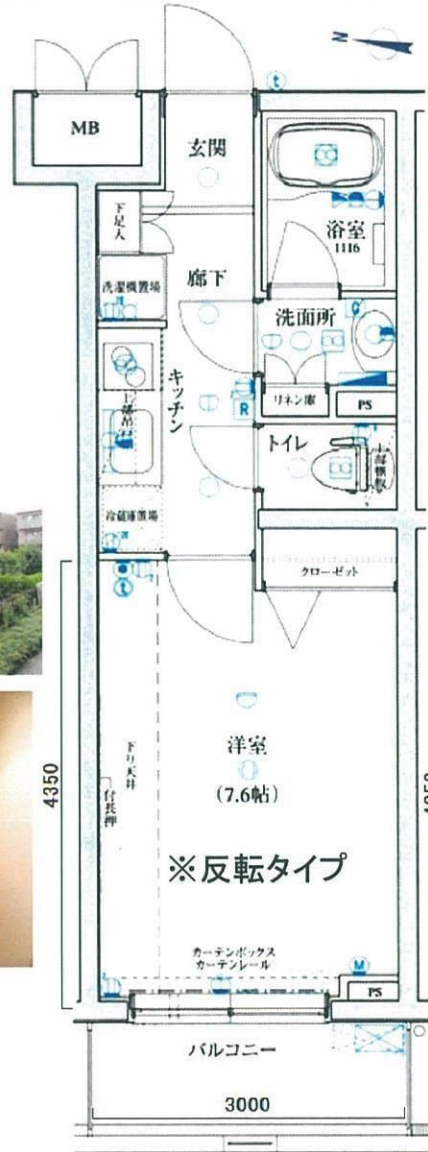 N
MB
玄関
t
浴室
1116
下足入
洗濯機置場
廊下
洗面所
C
キッチン
R
リネン庫
PS
トイレ
冷蔵庫置場
クローゼット
t
洋室
(7.6帖)
下り天井
付長押
4350
※反転タイプ
カーテンボックス
カーテンレール
M
PS
バルコニー
3000